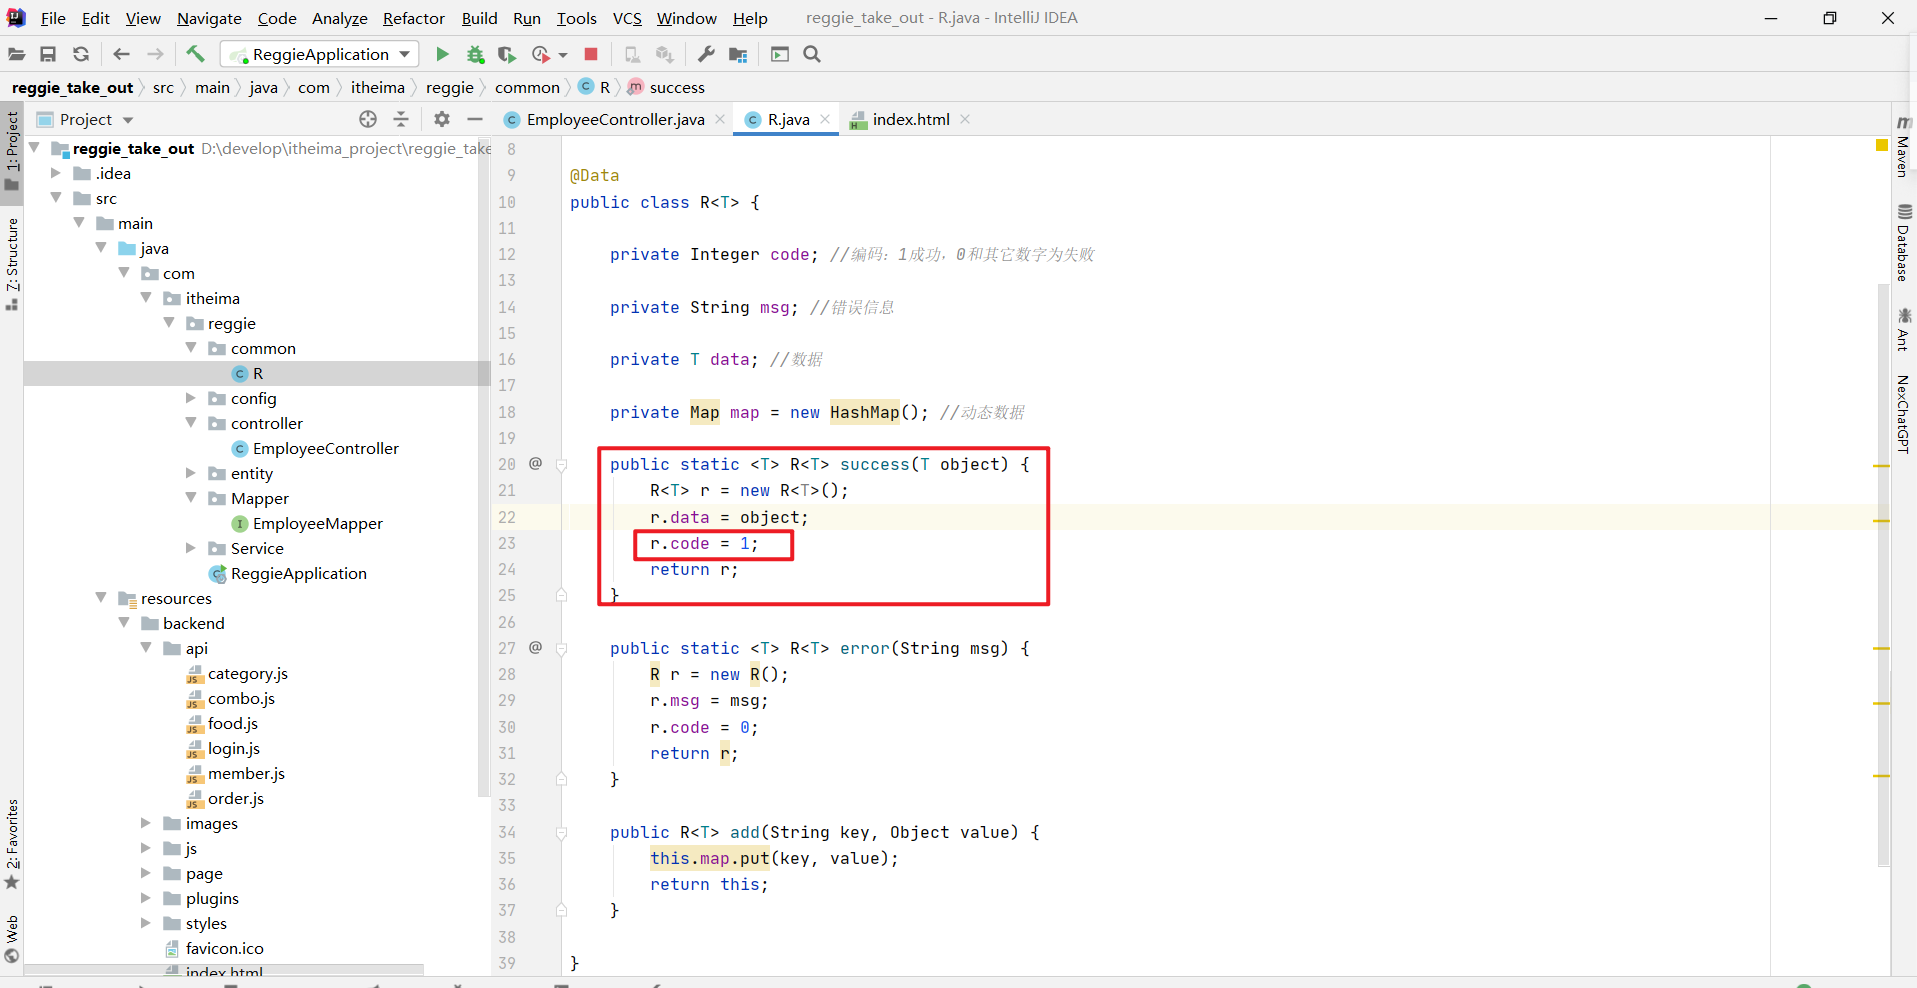 File Edit View Navigate Code Analyze Refactor Build Run Tools VCS Window Help reggie_take_out - R.java - IntelliJ IDEA
ReggieApplication
reggie_take_out src main java com itheima reggie common R success
Project
EmployeeController.java R.java index.html
1: Project
7: Structure
2: Favorites
Web
reggie_take_out D:\develop\itheima_project\reggie_take
.idea
src
main
java
com
itheima
reggie
common
R
config
controller
EmployeeController
entity
Mapper
EmployeeMapper
Service
ReggieApplication
resources
backend
api
category.js
combo.js
food.js
login.js
member.js
order.js
images
js
page
plugins
styles
favicon.ico
index.html
8
9 @Data
10 public class R<T> {
11
12 private Integer code; //编码：1成功，0和其它数字为失败
13
14 private String msg; //错误信息
15
16 private T data; //数据
17
18 private Map map = new HashMap(); //动态数据
19
20 @ public static <T> R<T> success(T object) {
21 R<T> r = new R<T>();
22 r.data = object;
23 r.code = 1;
24 return r;
25 }
26
27 @ public static <T> R<T> error(String msg) {
28 R r = new R();
29 r.msg = msg;
30 r.code = 0;
31 return r;
32 }
33
34 public R<T> add(String key, Object value) {
35 this.map.put(key, value);
36 return this;
37 }
38
39 }
Maven
Database
Ant
NexChatGPT